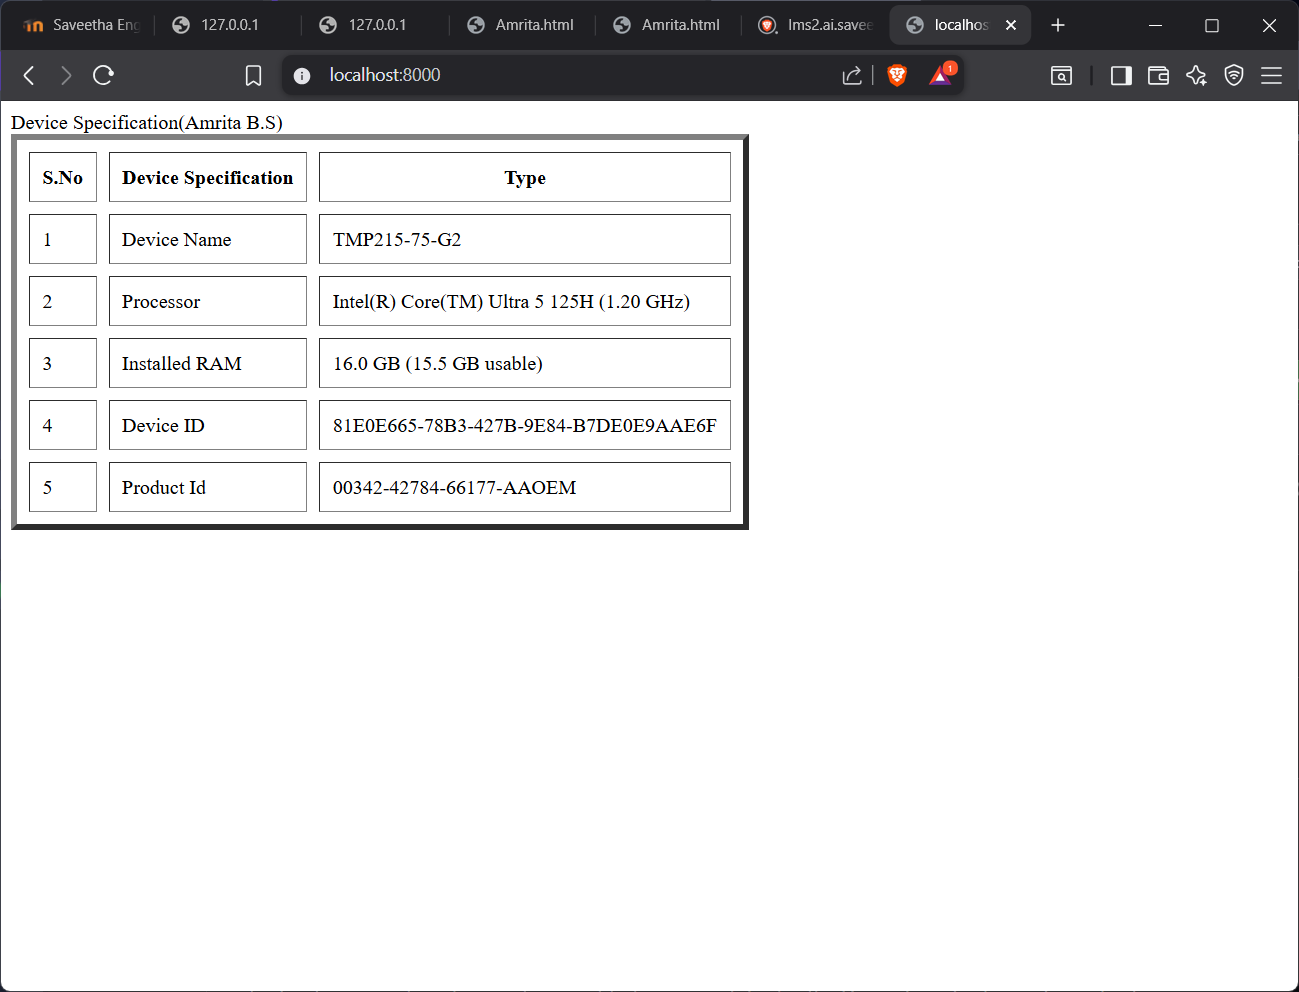 Saveetha Eng
127.0.0.1
127.0.0.1
Amrita.html
Amrita.html
lms2.ai.savee
localhos
localhost:8000
1
Device Specification(Amrita B.S)
S.No Device Specification Type
1 Device Name TMP215-75-G2
2 Processor Intel(R) Core(TM) Ultra 5 125H (1.20 GHz)
3 Installed RAM 16.0 GB (15.5 GB usable)
4 Device ID 81E0E665-78B3-427B-9E84-B7DE0E9AAE6F
5 Product Id 00342-42784-66177-AAOEM